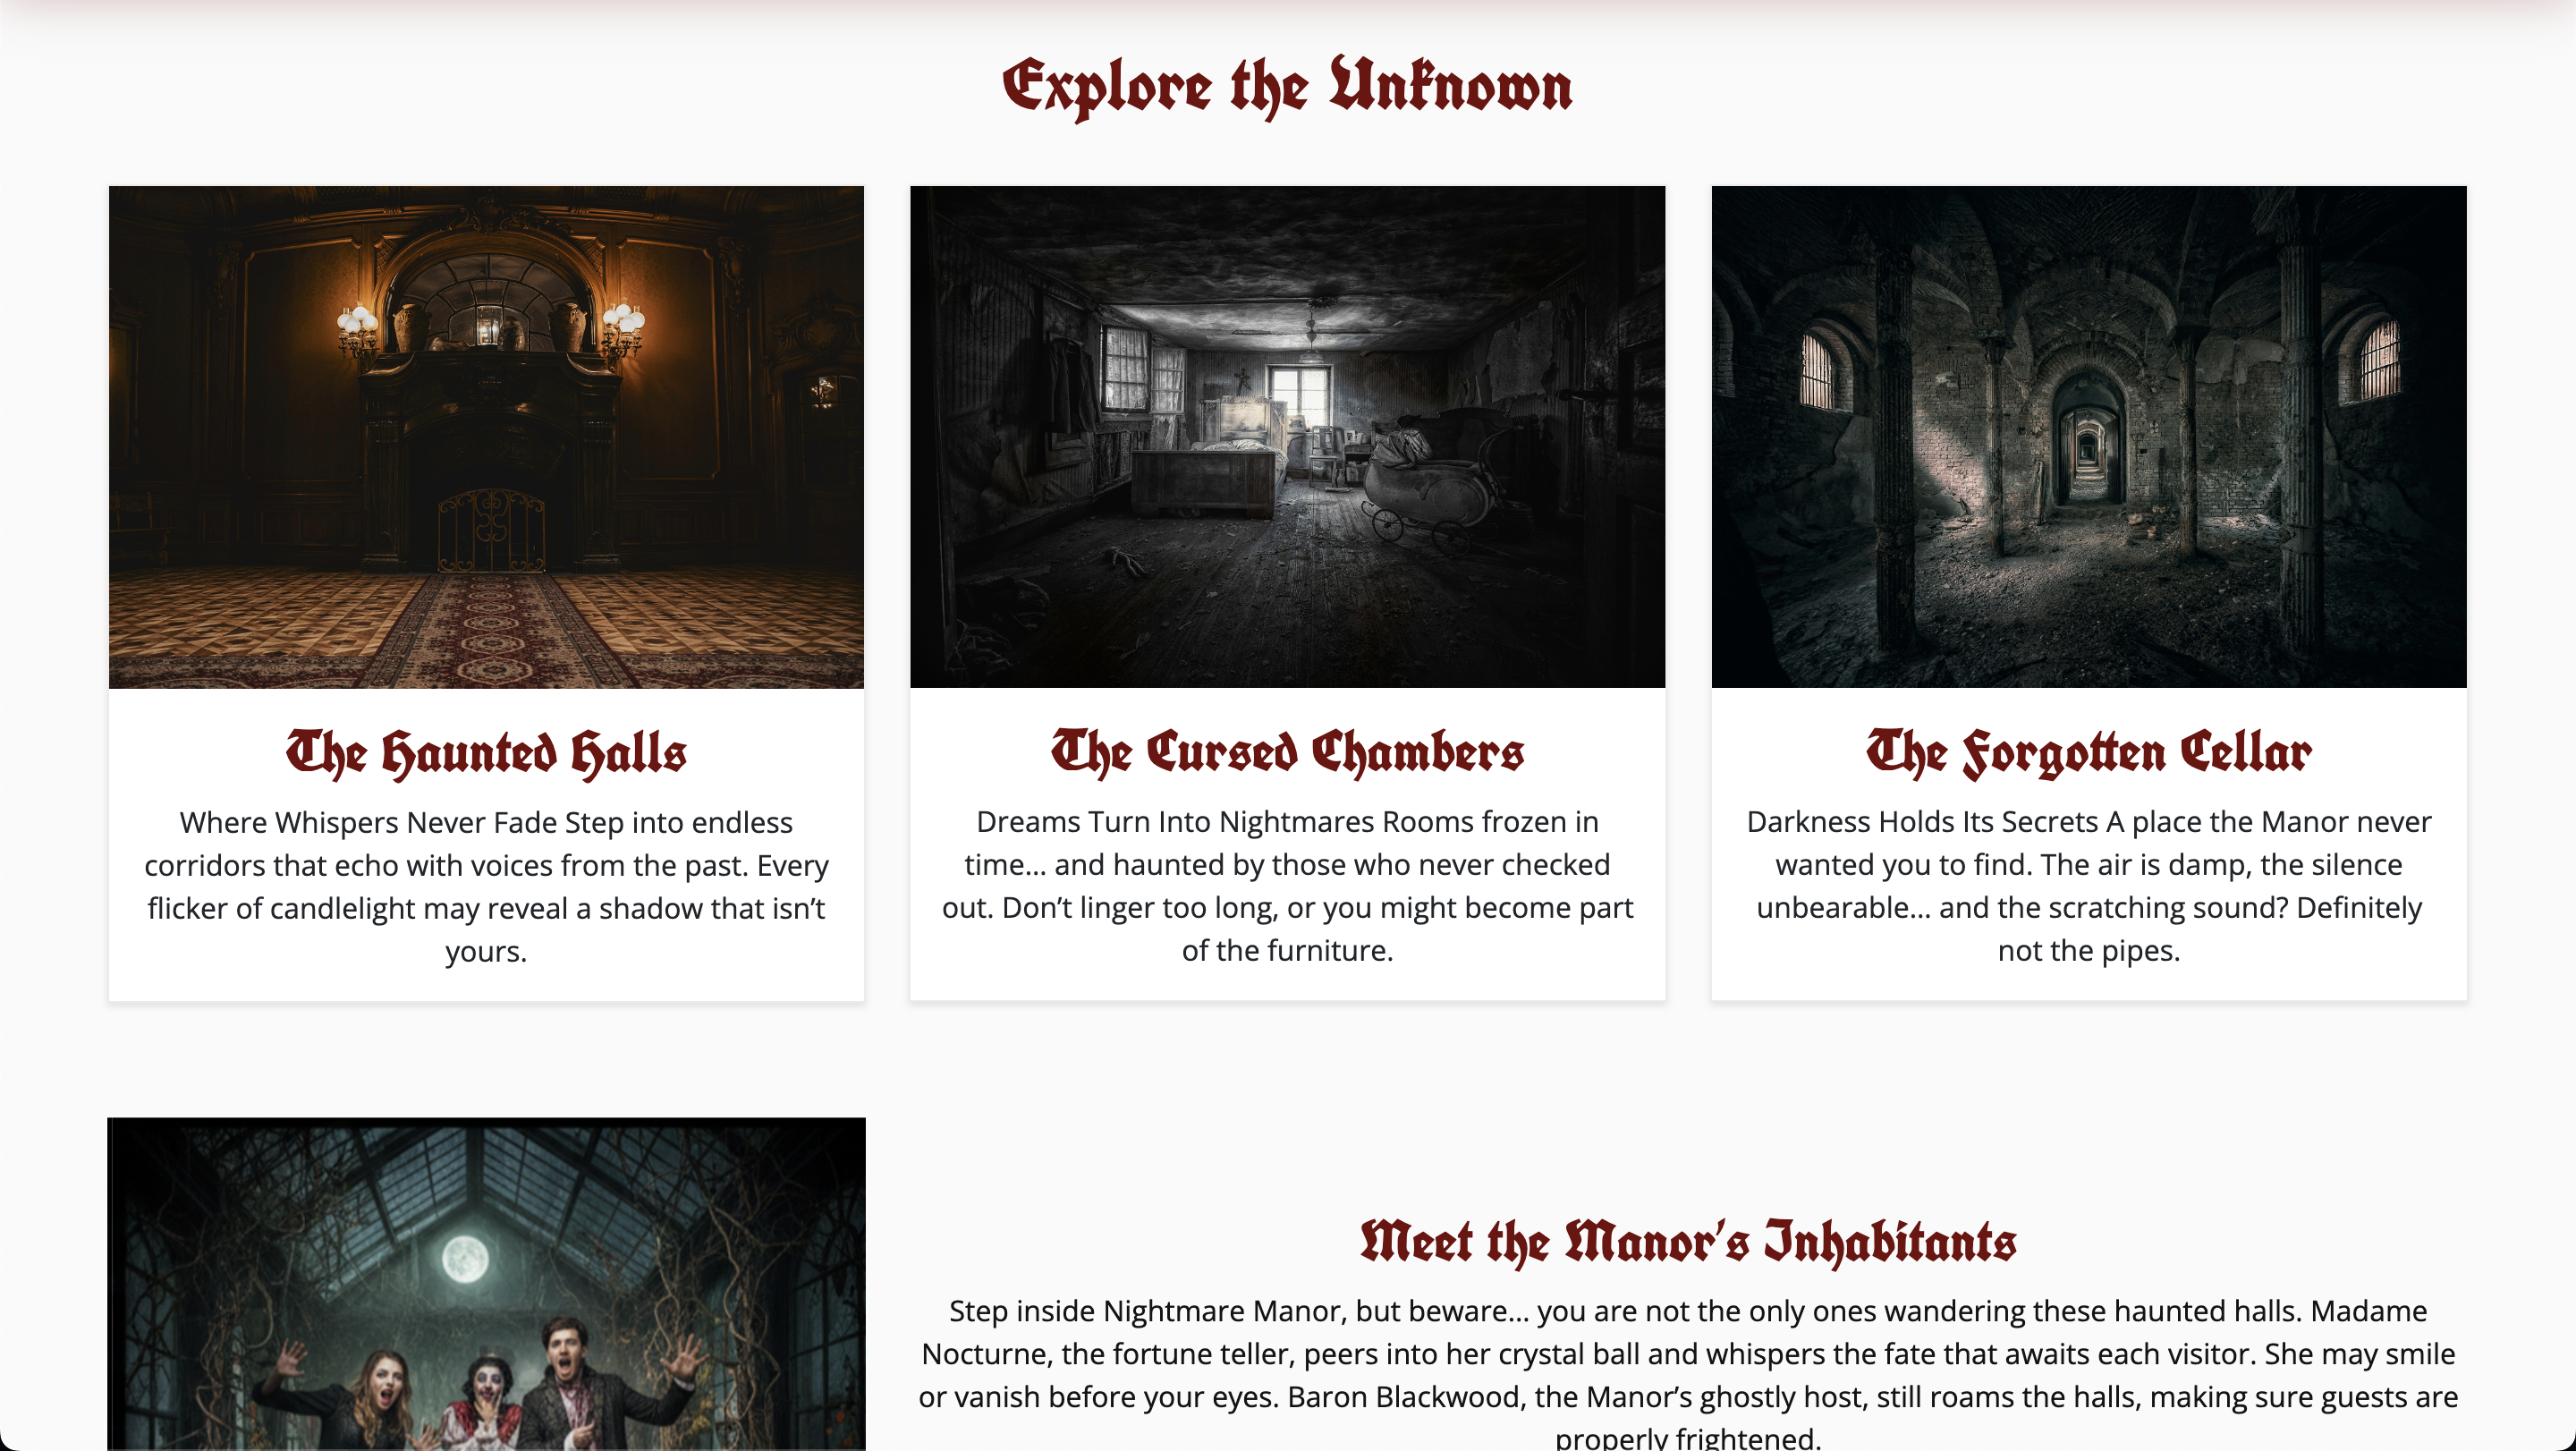 Explore the Unknown
The Haunted Halls
Where Whispers Never Fade Step into endless
corridors that echo with voices from the past. Every
flicker of candlelight may reveal a shadow that isn’t
yours.
The Cursed Chambers
Dreams Turn Into Nightmares Rooms frozen in
time... and haunted by those who never checked
out. Don’t linger too long, or you might become part
of the furniture.
The Forgotten Cellar
Darkness Holds Its Secrets A place the Manor never
wanted you to find. The air is damp, the silence
unbearable... and the scratching sound? Definitely
not the pipes.
Meet the Manor’s Inhabitants
Step inside Nightmare Manor, but beware... you are not the only ones wandering these haunted halls. Madame
Nocturne, the fortune teller, peers into her crystal ball and whispers the fate that awaits each visitor. She may smile
or vanish before your eyes. Baron Blackwood, the Manor’s ghostly host, still roams the halls, making sure guests are
properly frightened.